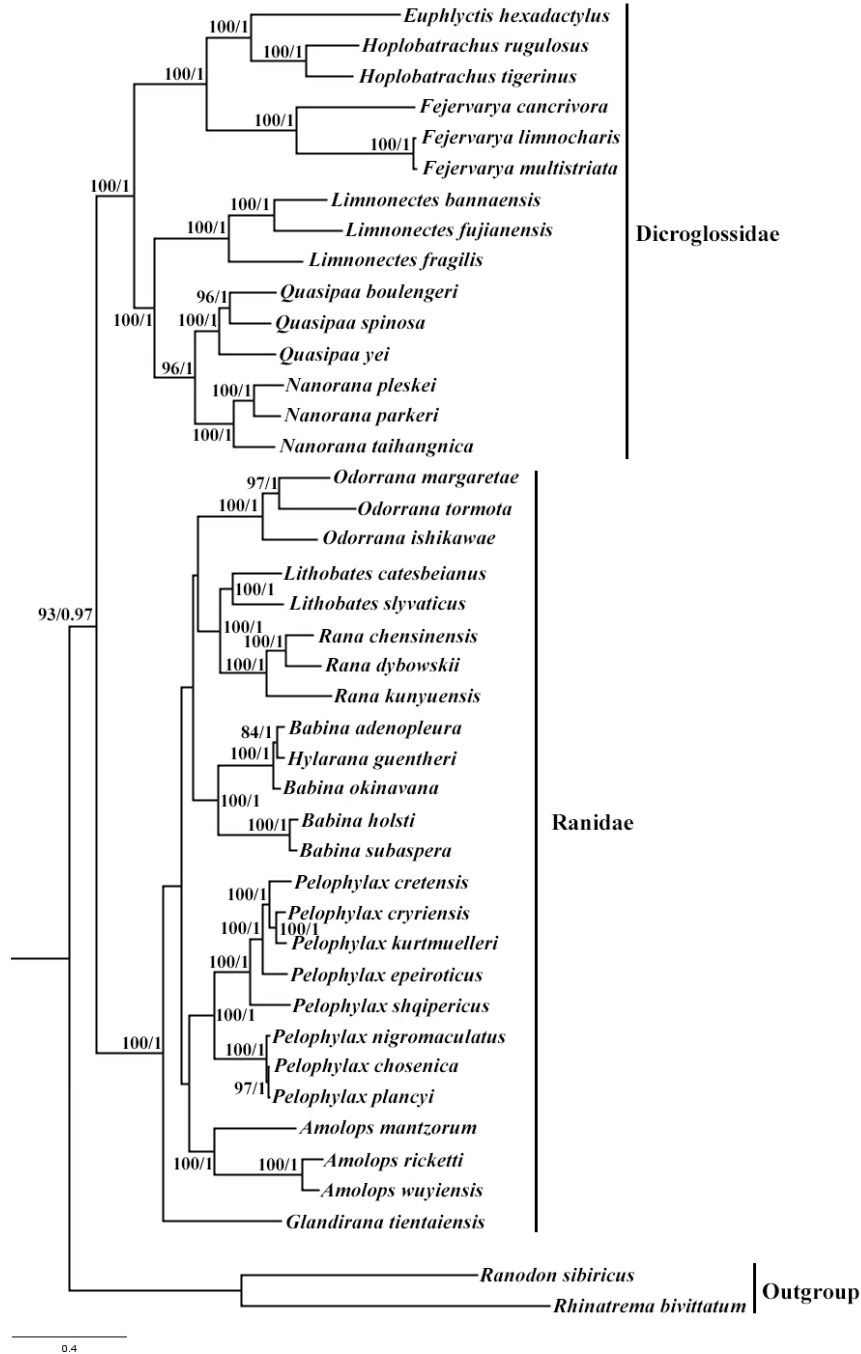 100/1
Euphlyctis hexadactylus
100/1
Hoplobatrachus rugulosus
Hoplobatrachus tigerinus
100/1
Fejervarya cancrivora
100/1
Fejervarya limnocharis
100/1
Fejervarya multistriata
100/1
Limnonectes bannaensis
100/1
100/1
Limnonectes fujianensis
Limnonectes fragilis
Dicroglossidae
Quasipaa boulengeri
96/1
100/1
100/1
Quasipaa spinosa
Quasipaa yei
96/1
Nanorana pleskei
100/1
Nanorana parkeri
100/1
Nanorana taihangnica
Odorrana margaretae
97/1
100/1
Odorrana tormota
Odorrana ishikawae
Lithobates catesbeianus
100/1
Lithobates slyvaticus
93/0.97
100/1
Rana chensinensis
100/1
100/1
Rana dybowskii
Rana kunyuensis
Babina adenopleura
84/1
100/1
Hylarana guentheri
Babina okinavana
100/1
Babina holsti
100/1
Babina subaspera
Ranidae
Pelophylax cretensis
100/1
Pelophylax cryriensis
100/1
100/1
Pelophylax kurtmuelleri
100/1
Pelophylax epeiroticus
Pelophylax shqipericus
100/1
Pelophylax nigromaculatus
100/1
100/1
Pelophylax chosenica
97/1
Pelophylax plancyi
Amolops mantzorum
100/1
100/1
Amolops ricketti
Amolops wuyiensis
Glandirana tientaiensis
Ranodon sibiricus
Rhinatrema bivittatum
Outgroup
0.4